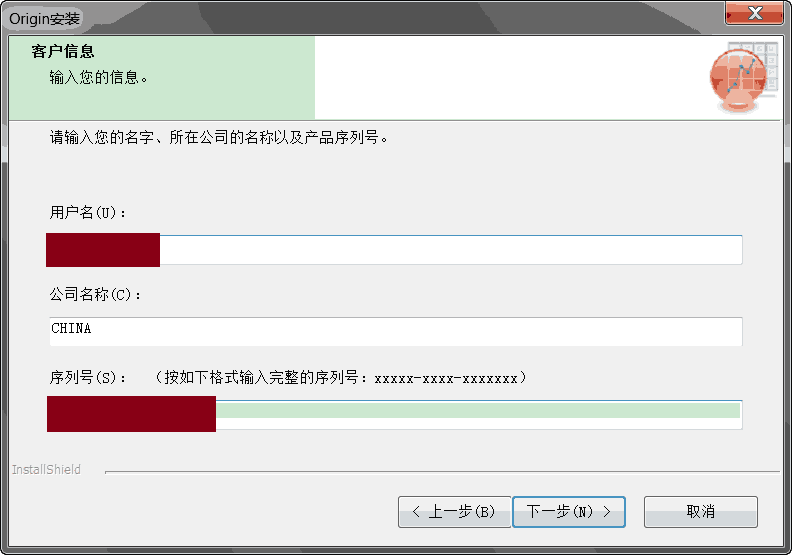 Origin安装
客户信息
输入您的信息。
请输入您的名字、所在公司的名称以及产品序列号。
用户名(U)：
公司名称(C)：
CHINA
序列号(S)： （按如下格式输入完整的序列号：xxxxx-xxxx-xxxxxxx）
InstallShield
< 上一步(B) 下一步(N) > 取消